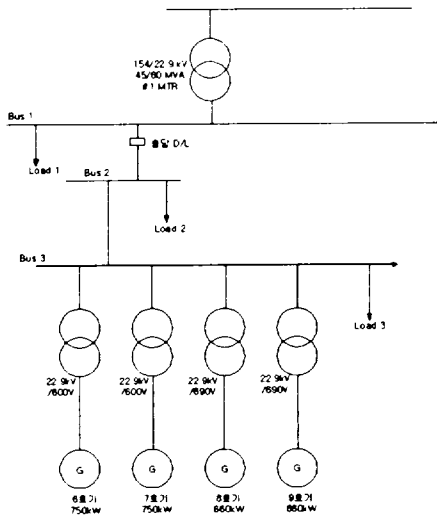 154/22.9 kV
45/60 MVA
#1 MTR
Bus 1
종달 D/L
Load 1
Bus 2
Load 2
Bus 3
Load 3
22.9kV /600V
22.9kV /600V
22.9kV /690V
22.9kV /690V
G
G
G
G
6호기 750kW
7호기 750kW
8호기 660kW
9호기 660kW